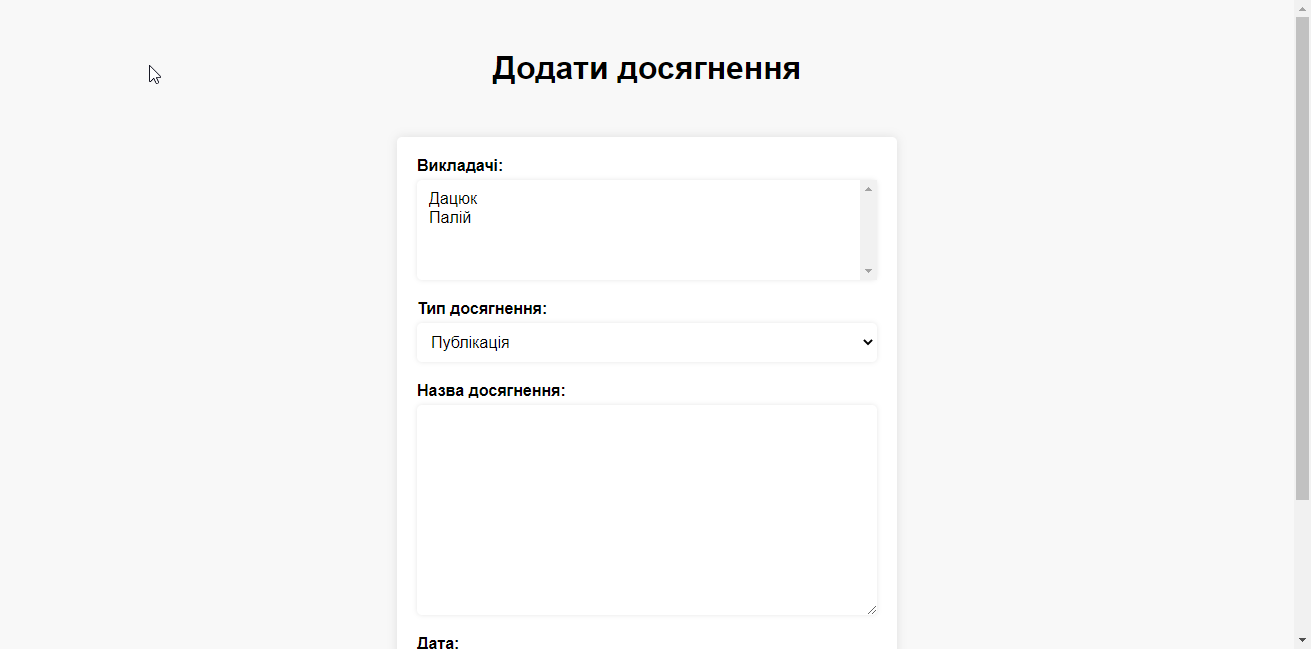 Додати досягнення
Викладачі:
Дацюк
Палій
Тип досягнення:
Публікація
Назва досягнення:
Дата: